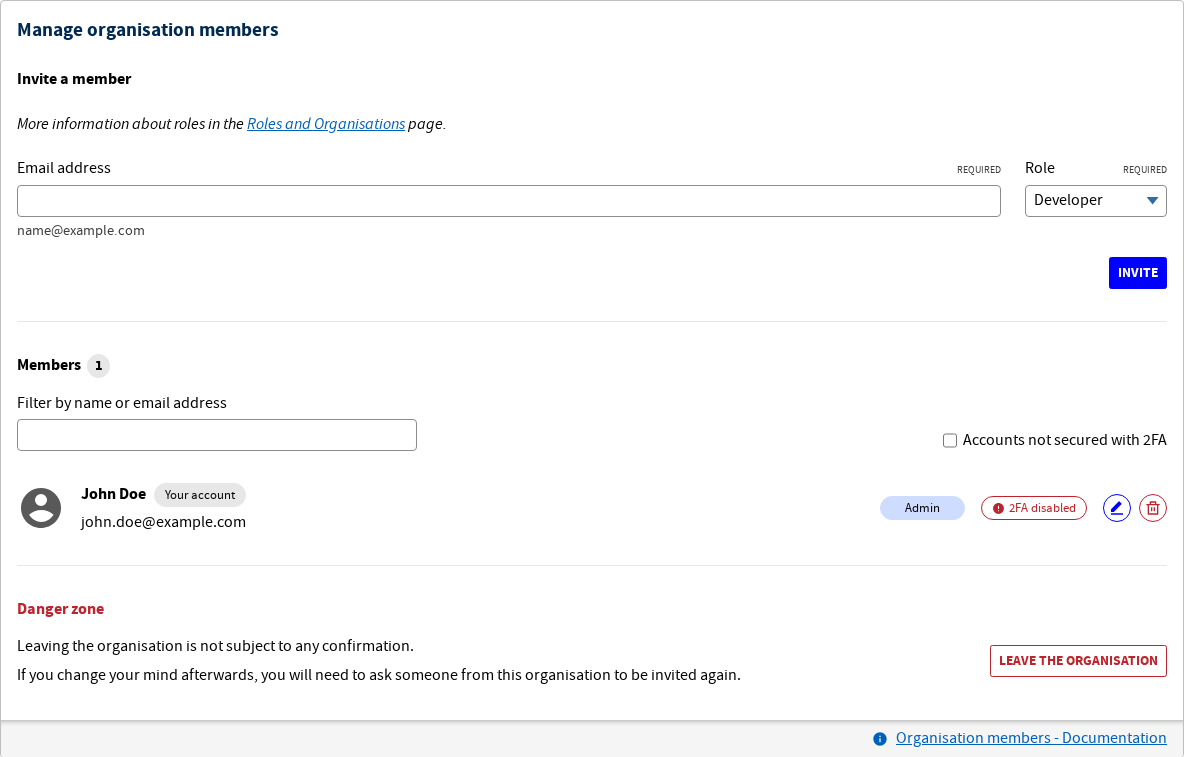 Manage organisation members
Invite a member
More information about roles in the Roles and Organisations page.
Email address REQUIRED Role REQUIRED
Developer
name@example.com
INVITE
Members 1
Filter by name or email address
Accounts not secured with 2FA
John Doe Your account
john.doe@example.com
Admin 2FA disabled
Danger zone
Leaving the organisation is not subject to any confirmation.
If you change your mind afterwards, you will need to ask someone from this organisation to be invited again.
LEAVE THE ORGANISATION
Organisation members - Documentation